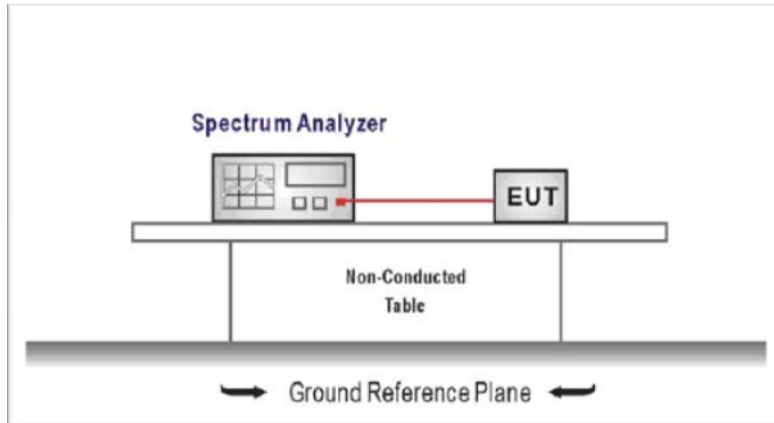 Spectrum Analyzer
EUT
Non-Conducted
Table
Ground Reference Plane